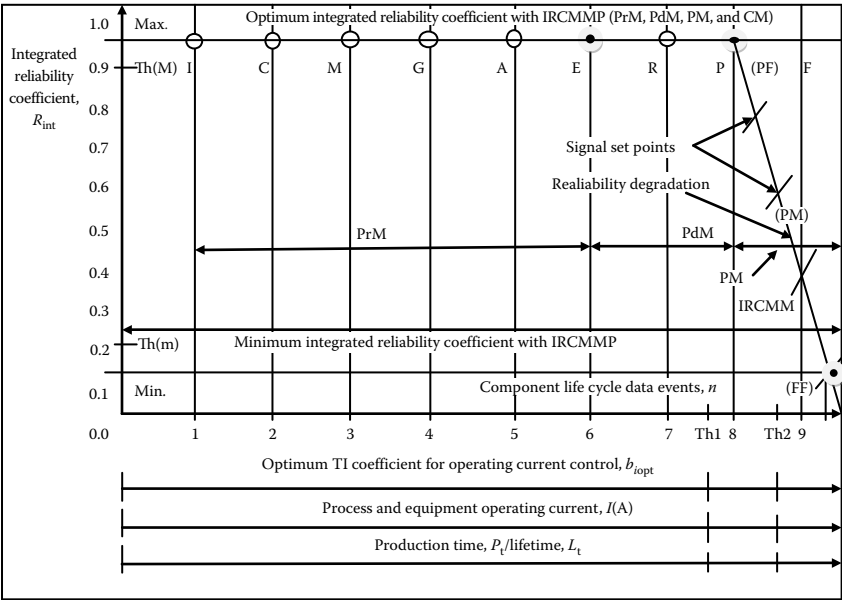 Optimum integrated reliability coefficient with IRCMMP (PrM, PdM, PM, and CM)
1.0 Max.
Integrated
reliability
coefficient,
Rint
0.9 Th(M) I C M G A E R P (PF) F
0.8
0.7 Signal set points
0.6 Realiability degradation
(PM)
0.5 PrM PdM
0.4 PM
IRCMM
0.3
0.2 Th(m) Minimum integrated reliability coefficient with IRCMMP
0.1 Min. Component life cycle data events, n (FF)
0.0 1 2 3 4 5 6 7 Th1 8 Th2 9
Optimum TI coefficient for operating current control, biopt
Process and equipment operating current, I(A)
Production time, Pt/lifetime, Lt